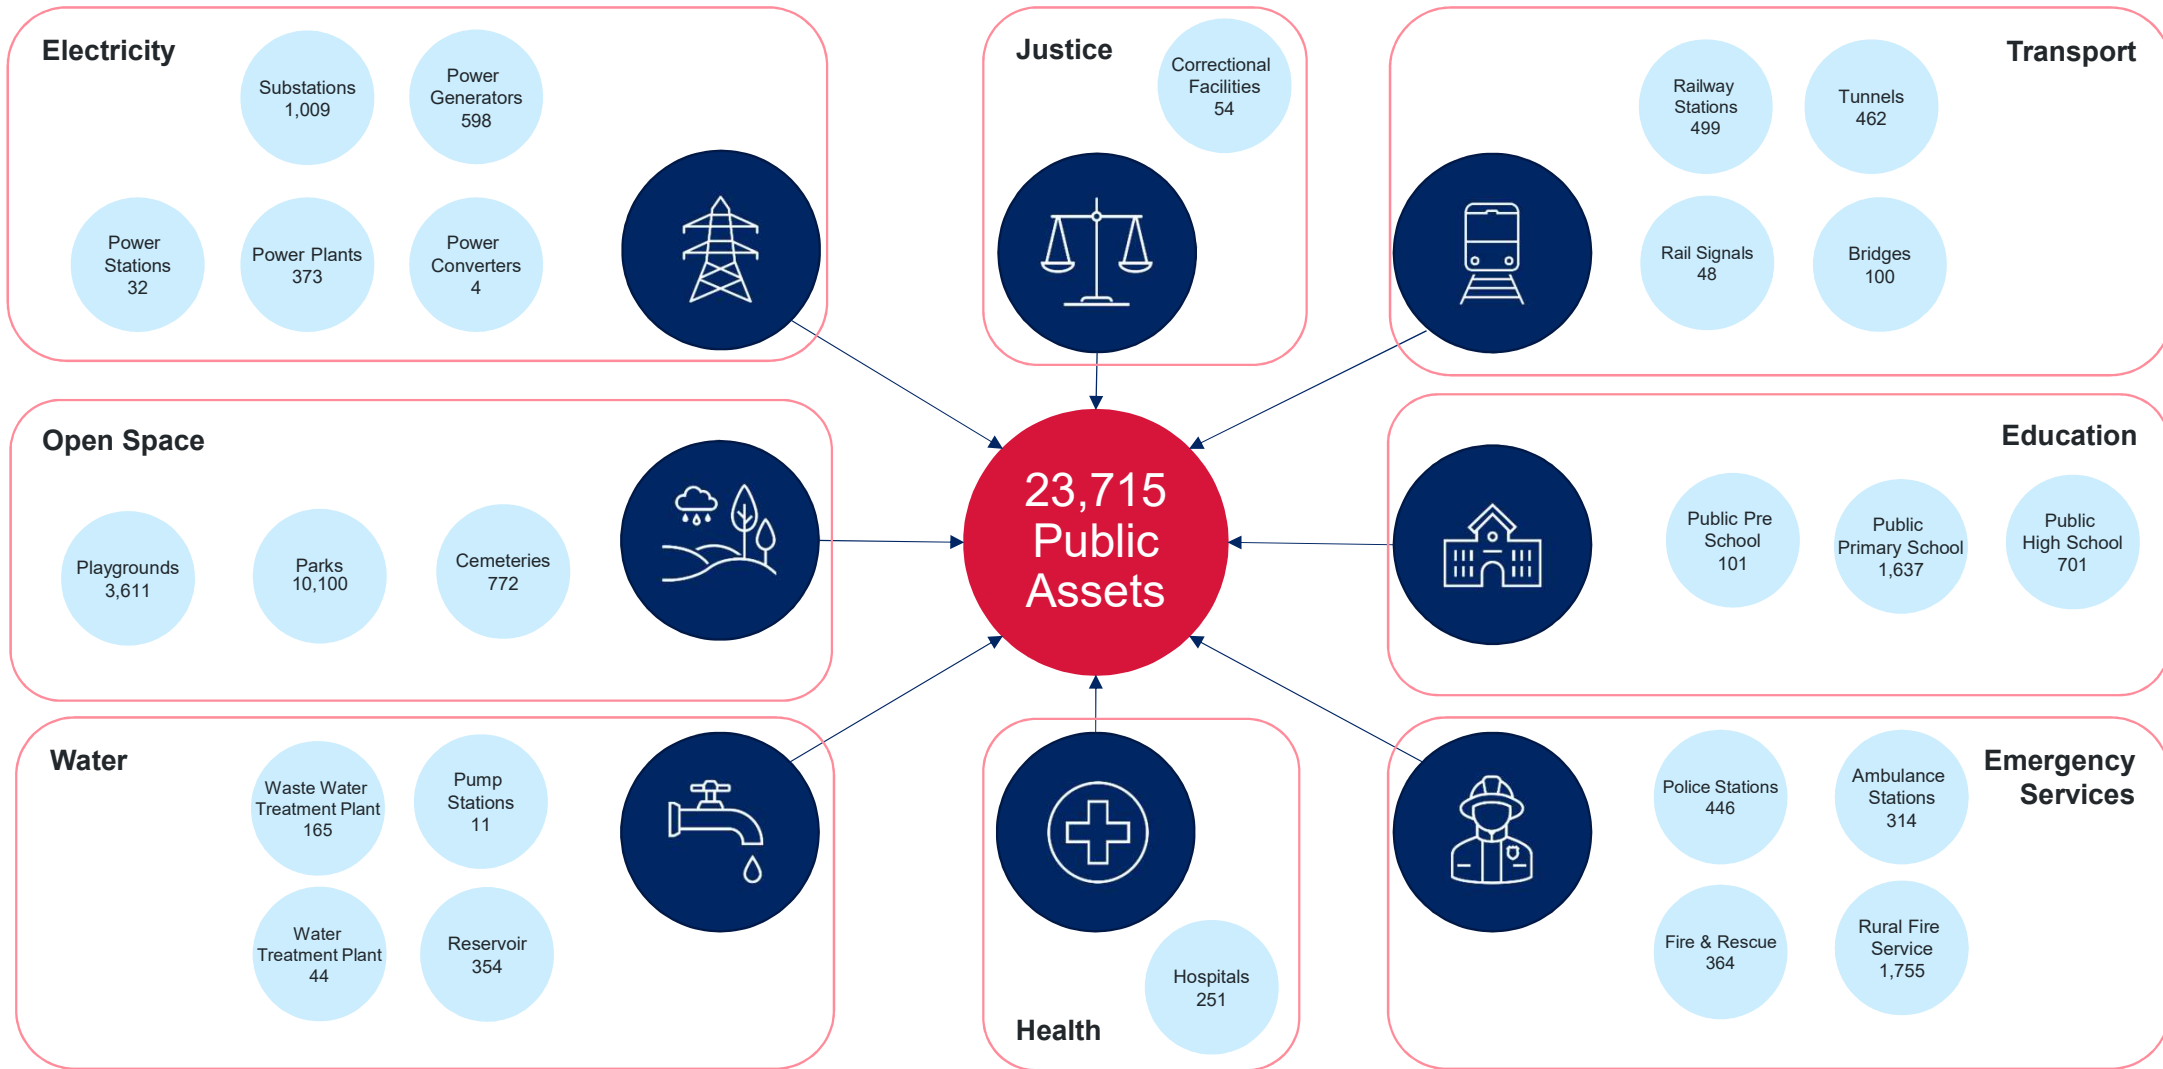 Electricity
Substations
1,009
Power
Generators
598
Power
Stations
32
Power Plants
373
Power
Converters
4
Justice
Correctional
Facilities
54
Transport
Railway
Stations
499
Tunnels
462
Rail Signals
48
Bridges
100
Open Space
Playgrounds
3,611
Parks
10,100
Cemeteries
772
23,715
Public
Assets
Education
Public Pre
School
101
Public
Primary School
1,637
Public
High School
701
Water
Waste Water
Treatment Plant
165
Pump
Stations
11
Water
Treatment Plant
44
Reservoir
354
Health
Hospitals
251
Emergency
Services
Police Stations
446
Ambulance
Stations
314
Fire & Rescue
364
Rural Fire
Service
1,755